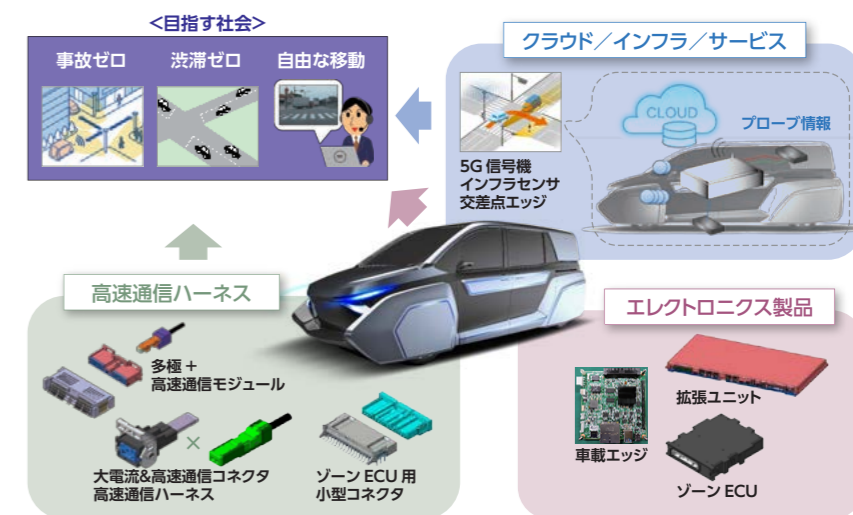 <目指す社会>
事故ゼロ
渋滞ゼロ
自由な移動
クラウド／インフラ／サービス
CLOUD
プローブ情報
5G 信号機
インフラセンサ
交差点エッジ
高速通信ハーネス
多極＋
高速通信モジュール
×
大電流&高速通信コネクタ
高速通信ハーネス
ゾーン ECU 用
小型コネクタ
エレクトロニクス製品
拡張ユニット
車載エッジ
ゾーン ECU